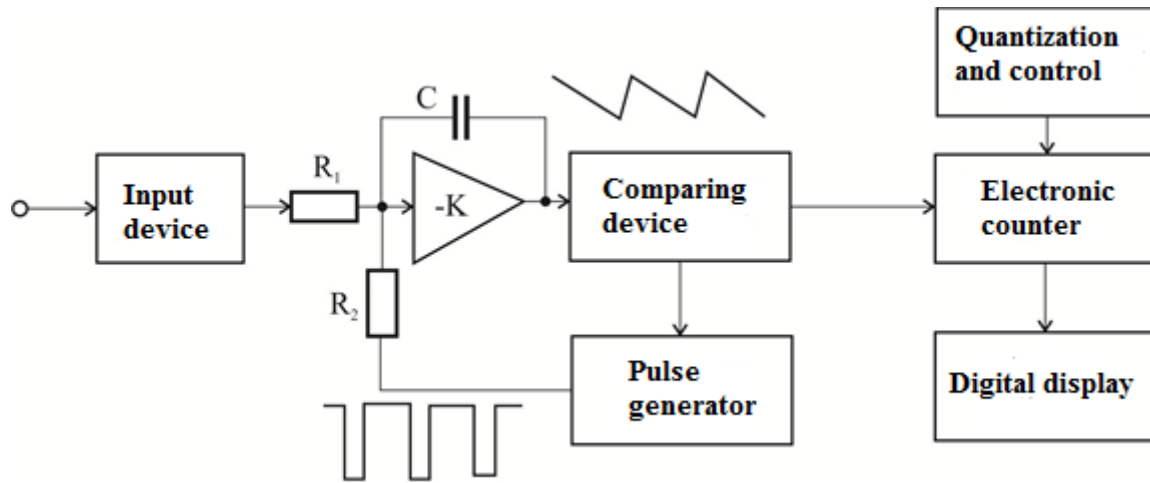 Quantization
and control
C
R1
Input
device
-K
Comparing
device
Electronic
counter
R2
Pulse
generator
Digital display